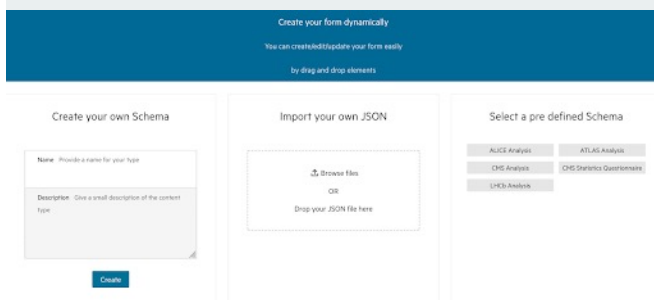 Create your form dynamically
You can create/edit/update your form easily
by drag and drop elements
Create your own Schema
Name Provide a name for your type
Description Give a small description of the content
type
Create
Import your own JSON
Browse files
OR
Drop your JSON file here
Select a pre defined Schema
ALICE Analysis
ATLAS Analysis
CMS Analysis
CMS Statistics Questionnaire
LHCb Analysis